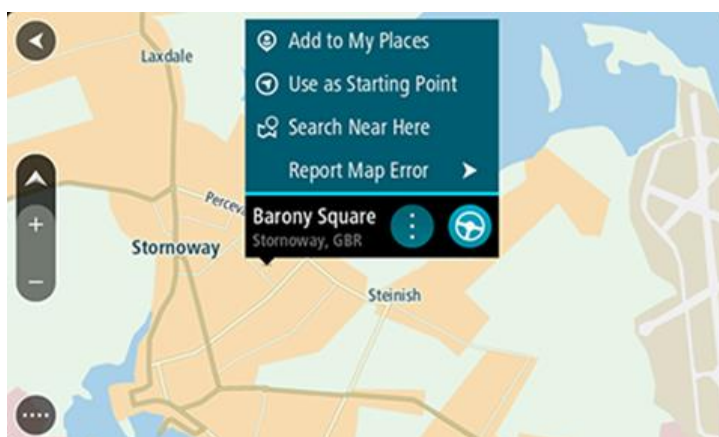 Laxdale
Add to My Places
Use as Starting Point
Search Near Here
Report Map Error
Barony Square
Stornoway, GBR
Stornoway
Steinish